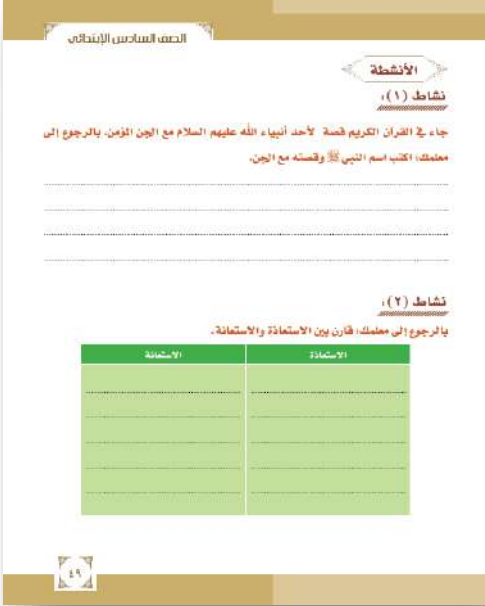 الصف السادس الإبتدائي
الأنشطة
نشاط (١):
جاء في القرآن الكريم قصة لأحد أنبياء الله عليهم السلام مع الجن المؤمن. بالرجوع إلى
معلمك؛ اكتب اسم النبي ﷺ وقصته مع الجن.
نشاط (٢):
بالرجوع إلى معلمك؛ قارن بين الاستعاذة والاستعانة.
الاستعاذة
الاستعانة
٤٩